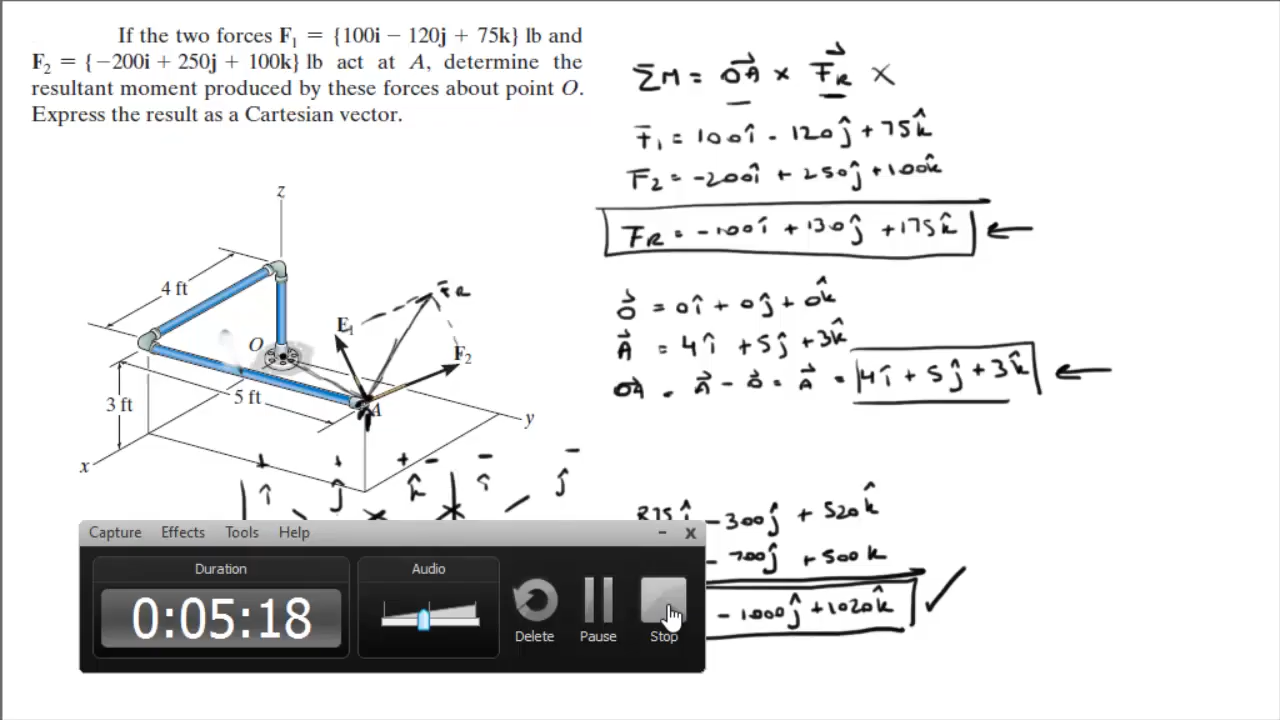 If the two forces F₁ = {100i − 120j + 75k} lb and
F₂ = {−200i + 250j + 100k} lb act at A, determine the
resultant moment produced by these forces about point O.
Express the result as a Cartesian vector.
ΣM = OA⃗ × F⃗R ×
F₁ = 100î - 120ĵ + 75k̂
F₂ = -200î + 250ĵ + 100k̂
FR = -100î + 130ĵ + 175k̂ ←
O⃗ = 0î + 0ĵ + 0k̂
A⃗ = 4î + 5ĵ + 3k̂
OA = A⃗ - O⃗ = A⃗ = 4î + 5ĵ + 3k̂ ←
z
4 ft
FR
F₁
O
F₂
5 ft
3 ft
A
y
x
+ + + - - -
î ĵ k̂ î ĵ
875î - 300ĵ + 520k̂
- 700ĵ + 500k
- 1000ĵ + 1020k̂ ✓
Capture Effects Tools Help – x
Duration
Audio
0:05:18
Delete Pause Stop